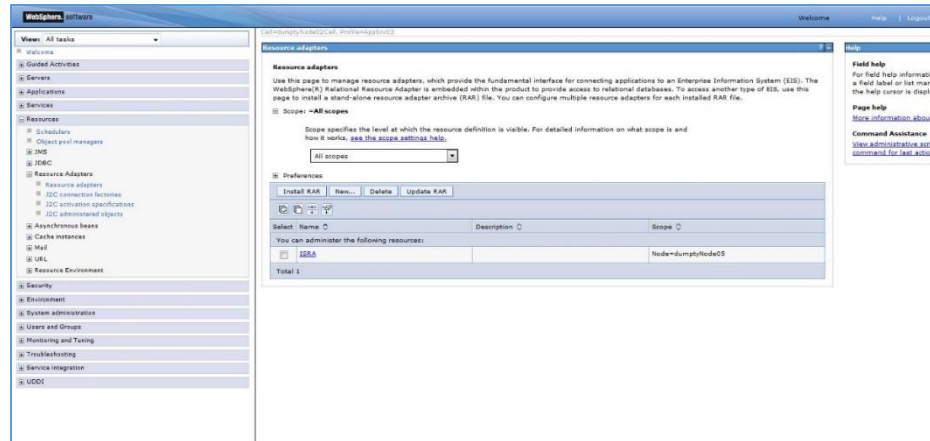 WebSphere. software
Welcome
Help | Logout
View: All tasks
Welcome
Guided Activities
Servers
Applications
Services
Resources
Schedulers
Object pool managers
JMS
JDBC
Resource Adapters
Resource adapters
J2C connection factories
J2C activation specifications
J2C administered objects
Asynchronous beans
Cache instances
Mail
URL
Resource Environment
Security
Environment
System administration
Users and Groups
Monitoring and Tuning
Troubleshooting
Service integration
UDDI
Cell=dumptyNode02Cell, Profile=AppSrv03
Resource adapters
Resource adapters
Use this page to manage resource adapters, which provide the fundamental interface for connecting applications to an Enterprise Information System (EIS). The
WebSphere(R) Relational Resource Adapter is embedded within the product to provide access to relational databases. To access another type of EIS, use this
page to install a stand-alone resource adapter archive (RAR) file. You can configure multiple resource adapters for each installed RAR file.
Scope: =All scopes
Scope specifies the level at which the resource definition is visible. For detailed information on what scope is and
how it works, see the scope settings help.
All scopes
Preferences
Install RAR New... Delete Update RAR
Select Name Description Scope
You can administer the following resources:
ISRA Node=dumptyNode05
Total 1
Help
Field help
For field help informati
a field label or list mar
the help cursor is displ
Page help
More information abou
Command Assistance
View administrative scr
command for last actio